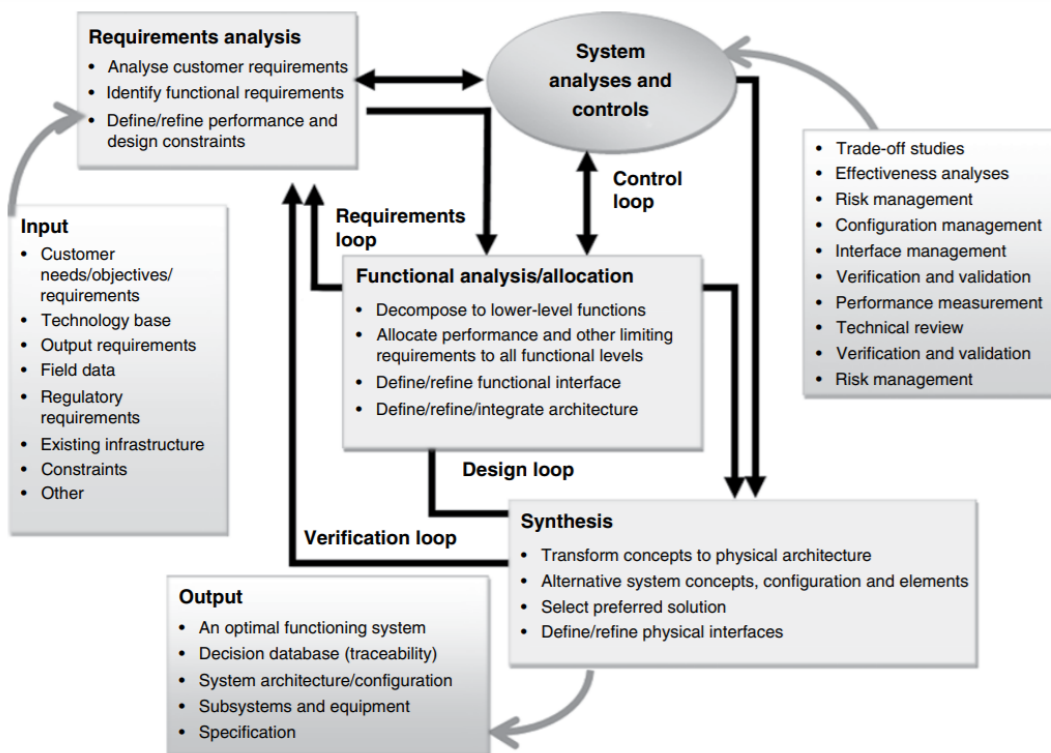 Requirements analysis
• Analyse customer requirements
• Identify functional requirements
• Define/refine performance and
design constraints
System
analyses and
controls
• Trade-off studies
• Effectiveness analyses
• Risk management
• Configuration management
• Interface management
• Verification and validation
• Performance measurement
• Technical review
• Verification and validation
• Risk management
Input
• Customer
needs/objectives/
requirements
• Technology base
• Output requirements
• Field data
• Regulatory
requirements
• Existing infrastructure
• Constraints
• Other
Requirements
loop
Control
loop
Functional analysis/allocation
• Decompose to lower-level functions
• Allocate performance and other limiting
requirements to all functional levels
• Define/refine functional interface
• Define/refine/integrate architecture
Design loop
Verification loop
Synthesis
• Transform concepts to physical architecture
• Alternative system concepts, configuration and elements
• Select preferred solution
• Define/refine physical interfaces
Output
• An optimal functioning system
• Decision database (traceability)
• System architecture/configuration
• Subsystems and equipment
• Specification